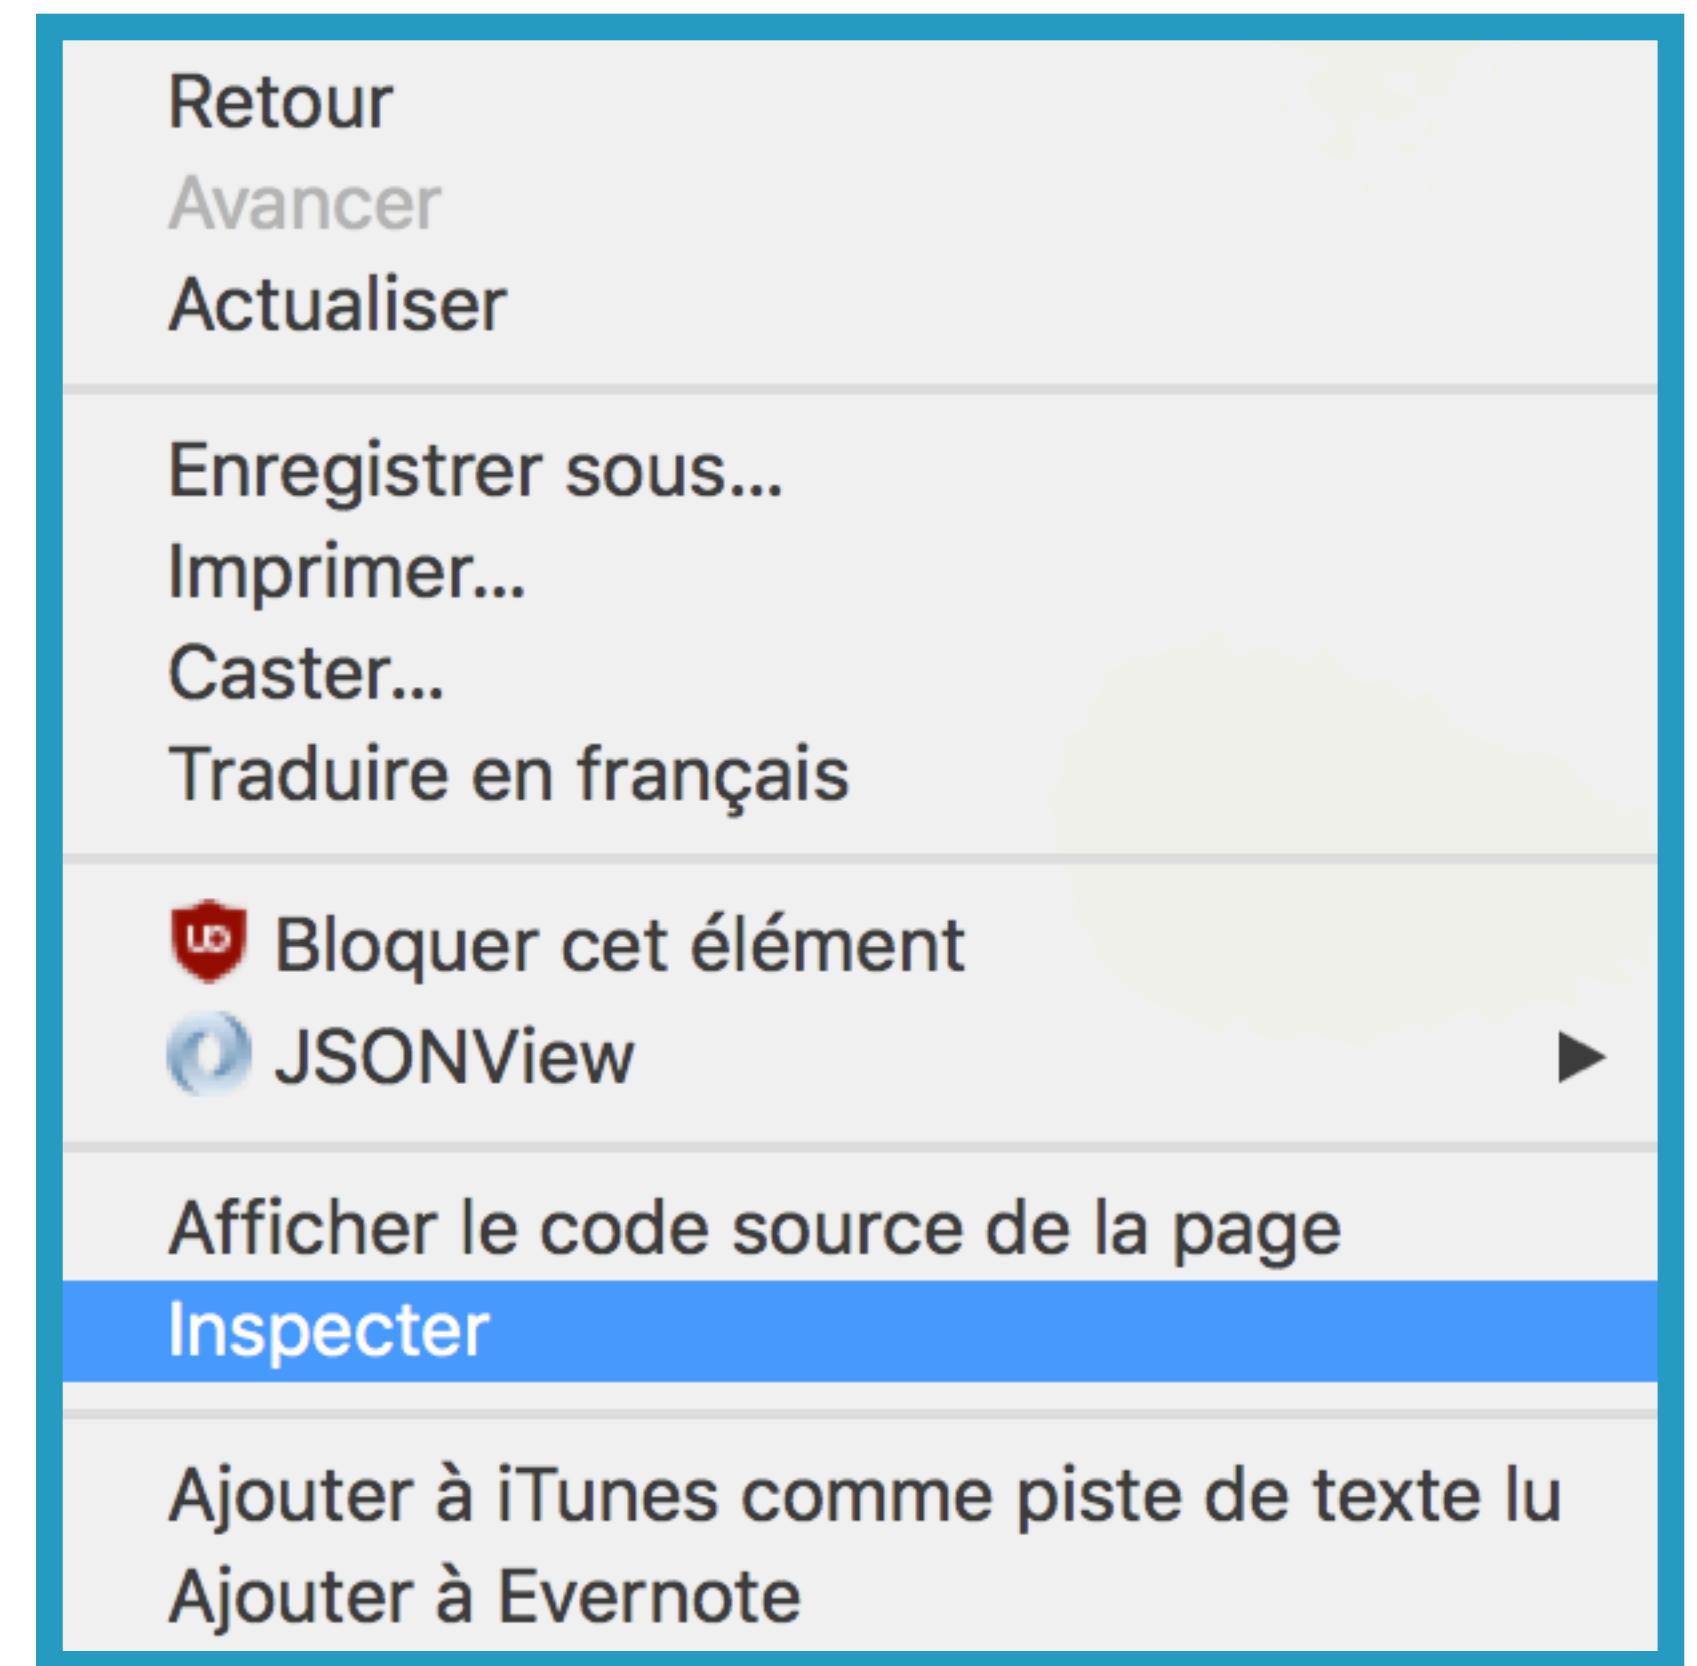 Retour
Avancer
Actualiser
Enregistrer sous...
Imprimer...
Caster...
Traduire en français
Bloquer cet élément
JSONView
Afficher le code source de la page
Inspecter
Ajouter à iTunes comme piste de texte lu
Ajouter à Evernote